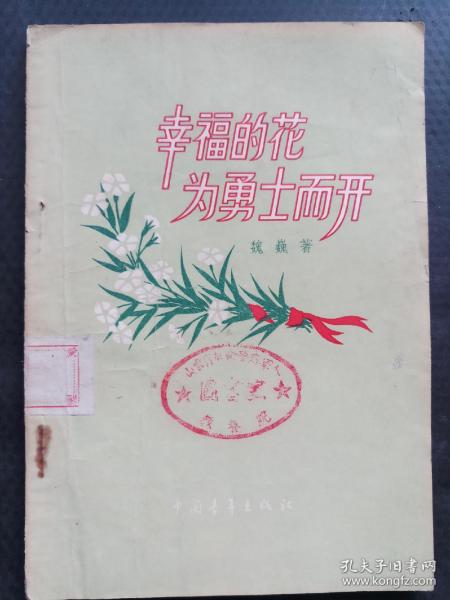 幸福的花
为勇士而开
魏巍著
图书室
中国青年出版社
孔夫子旧书网
www.kongfz.com